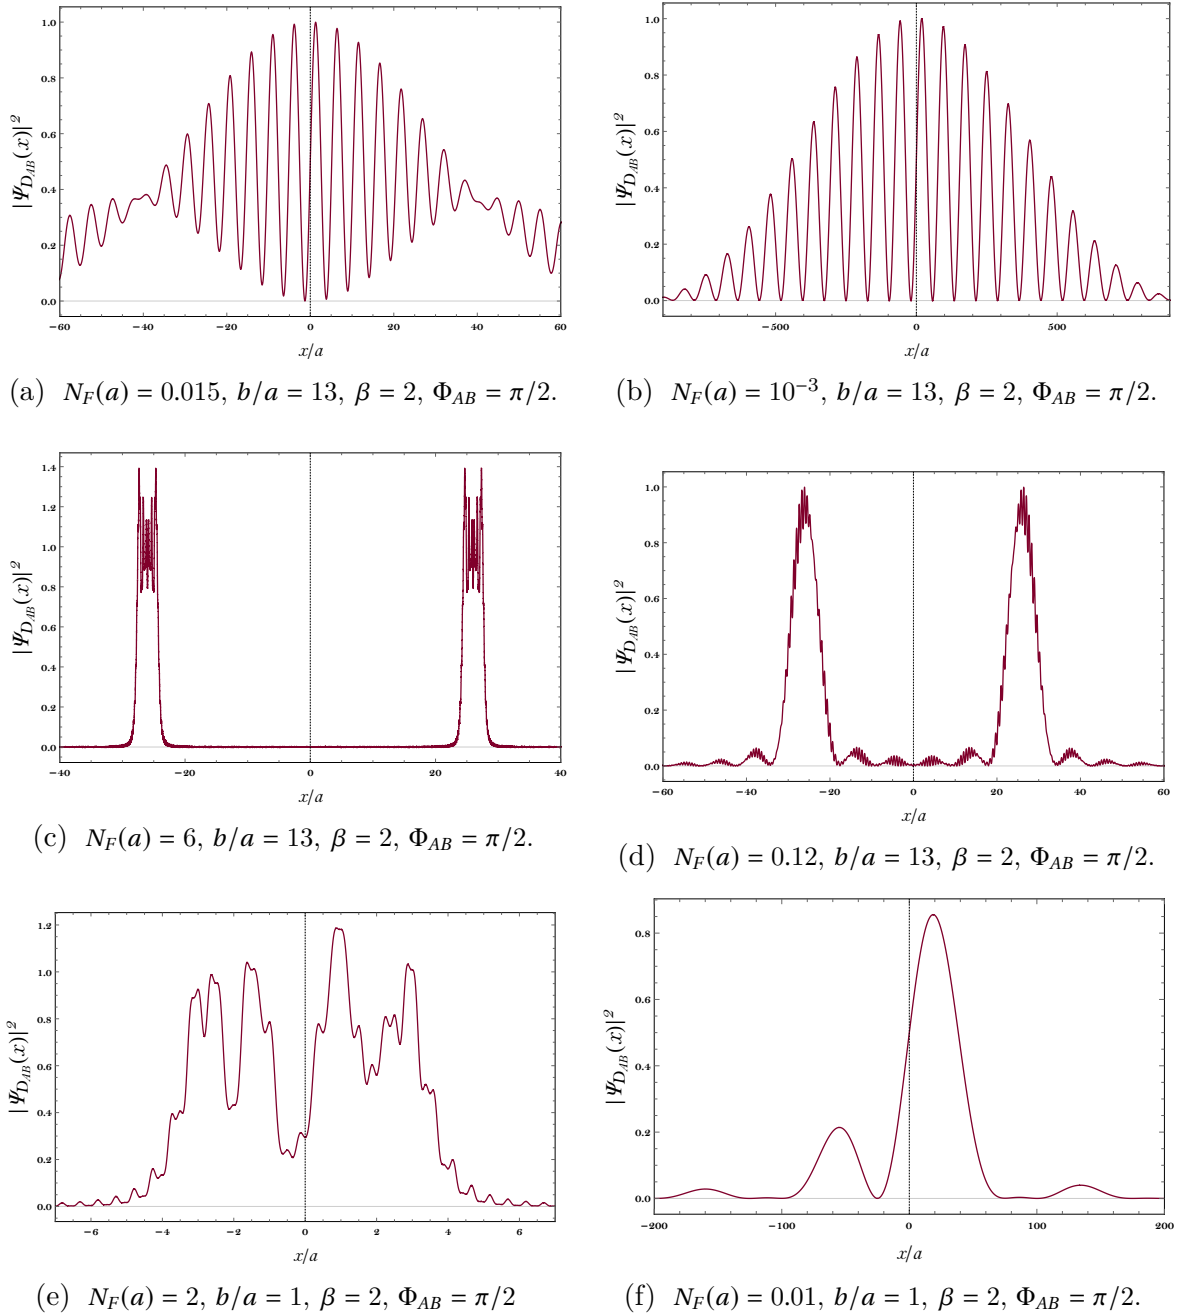 1.0
0.8
0.6
0.4
0.2
0.0
|Ψ_{D_{AB}}(x)|²
−60 −40 −20 0 20 40 60
x/a
(a) N_F(a) = 0.015, b/a = 13, β = 2, Φ_{AB} = π/2.
1.0
0.8
0.6
0.4
0.2
0.0
|Ψ_{D_{AB}}(x)|²
−500 0 500
x/a
(b) N_F(a) = 10⁻³, b/a = 13, β = 2, Φ_{AB} = π/2.
1.4
1.2
1.0
0.8
0.6
0.4
0.2
0.0
|Ψ_{D_{AB}}(x)|²
−40 −20 0 20 40
x/a
(c) N_F(a) = 6, b/a = 13, β = 2, Φ_{AB} = π/2.
1.0
0.8
0.6
0.4
0.2
0.0
|Ψ_{D_{AB}}(x)|²
−60 −40 −20 0 20 40 60
x/a
(d) N_F(a) = 0.12, b/a = 13, β = 2, Φ_{AB} = π/2.
1.2
1.0
0.8
0.6
0.4
0.2
0.0
|Ψ_{D_{AB}}(x)|²
−6 −4 −2 0 2 4 6
x/a
(e) N_F(a) = 2, b/a = 1, β = 2, Φ_{AB} = π/2
0.8
0.6
0.4
0.2
0.0
|Ψ_{D_{AB}}(x)|²
−200 −100 0 100 200
x/a
(f) N_F(a) = 0.01, b/a = 1, β = 2, Φ_{AB} = π/2.